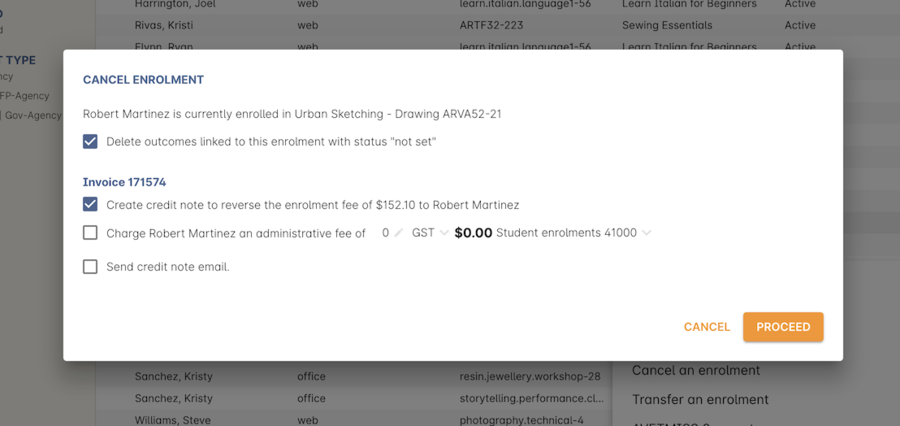 Harrington, Joel web learn.italian.language1-56 Learn Italian for Beginners Active
Rivas, Kristi web ARTF32-223 Sewing Essentials Active
Flynn, Ryan web learn.italian.language1-56 Learn Italian for Beginners Active
T TYPE
ncy
FP-Agency
Gov-Agency
CANCEL ENROLMENT
Robert Martinez is currently enrolled in Urban Sketching - Drawing ARVA52-21
Delete outcomes linked to this enrolment with status "not set"
Invoice 171574
Create credit note to reverse the enrolment fee of $152.10 to Robert Martinez
Charge Robert Martinez an administrative fee of 0 GST $0.00 Student enrolments 41000
Send credit note email.
CANCEL PROCEED
Sanchez, Kristy office resin.jewellery.workshop-28
Cancel an enrolment
Sanchez, Kristy office storytelling.performance.cl...
Transfer an enrolment
Williams, Steve web photography.technical-4